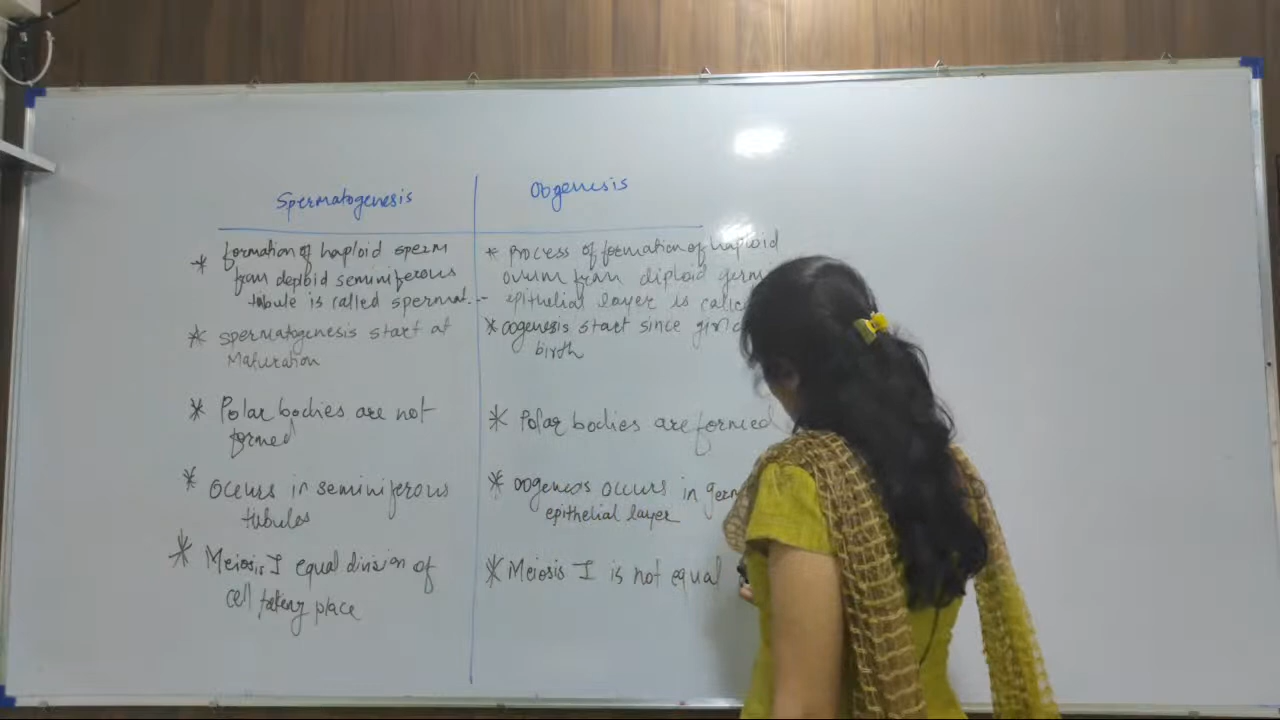 Spermatogenesis
Oogenesis
* formation of haploid sperm
from deploid seminiferous
tubule is called spermat...
* spermatogenesis start at
Maturation
* Polar bodies are not
formed
* Occurs in seminiferous
tubules
* Meiosis I equal division of
cell taking place
* Process of formation of haploid
ovum from diploid
epithelial layer is
* oogenesis start since
birth
* Polar bodies are formed
* occurs in
epithelial layer
* Meiosis I is not equal